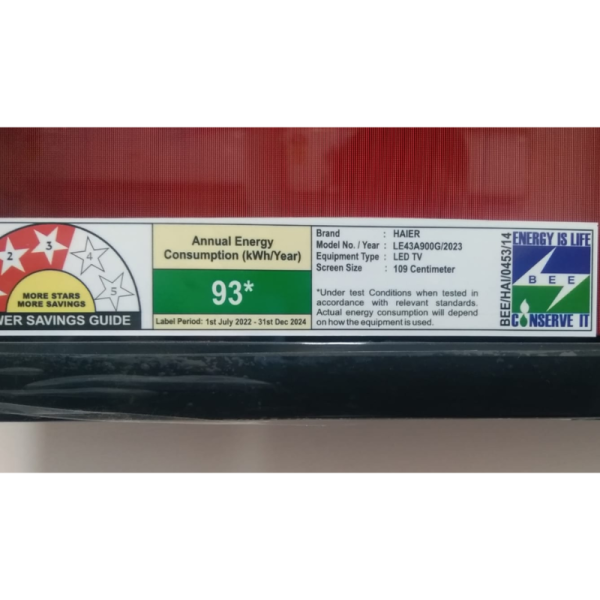 2 3 4 5
MORE STARS
MORE SAVINGS
WER SAVINGS GUIDE
Annual Energy
Consumption (kWh/Year)
93*
Label Period: 1st July 2022 - 31st Dec 2024
Brand : HAIER
Model No. / Year : LE43A900G/2023
Equipment Type : LED TV
Screen Size : 109 Centimeter
*Under test Conditions when tested in
accordance with relevant standards.
Actual energy consumption will depend
on how the equipment is used.
BEE/HAI/0453/14
ENERGY IS LIFE
BEE
CONSERVE IT